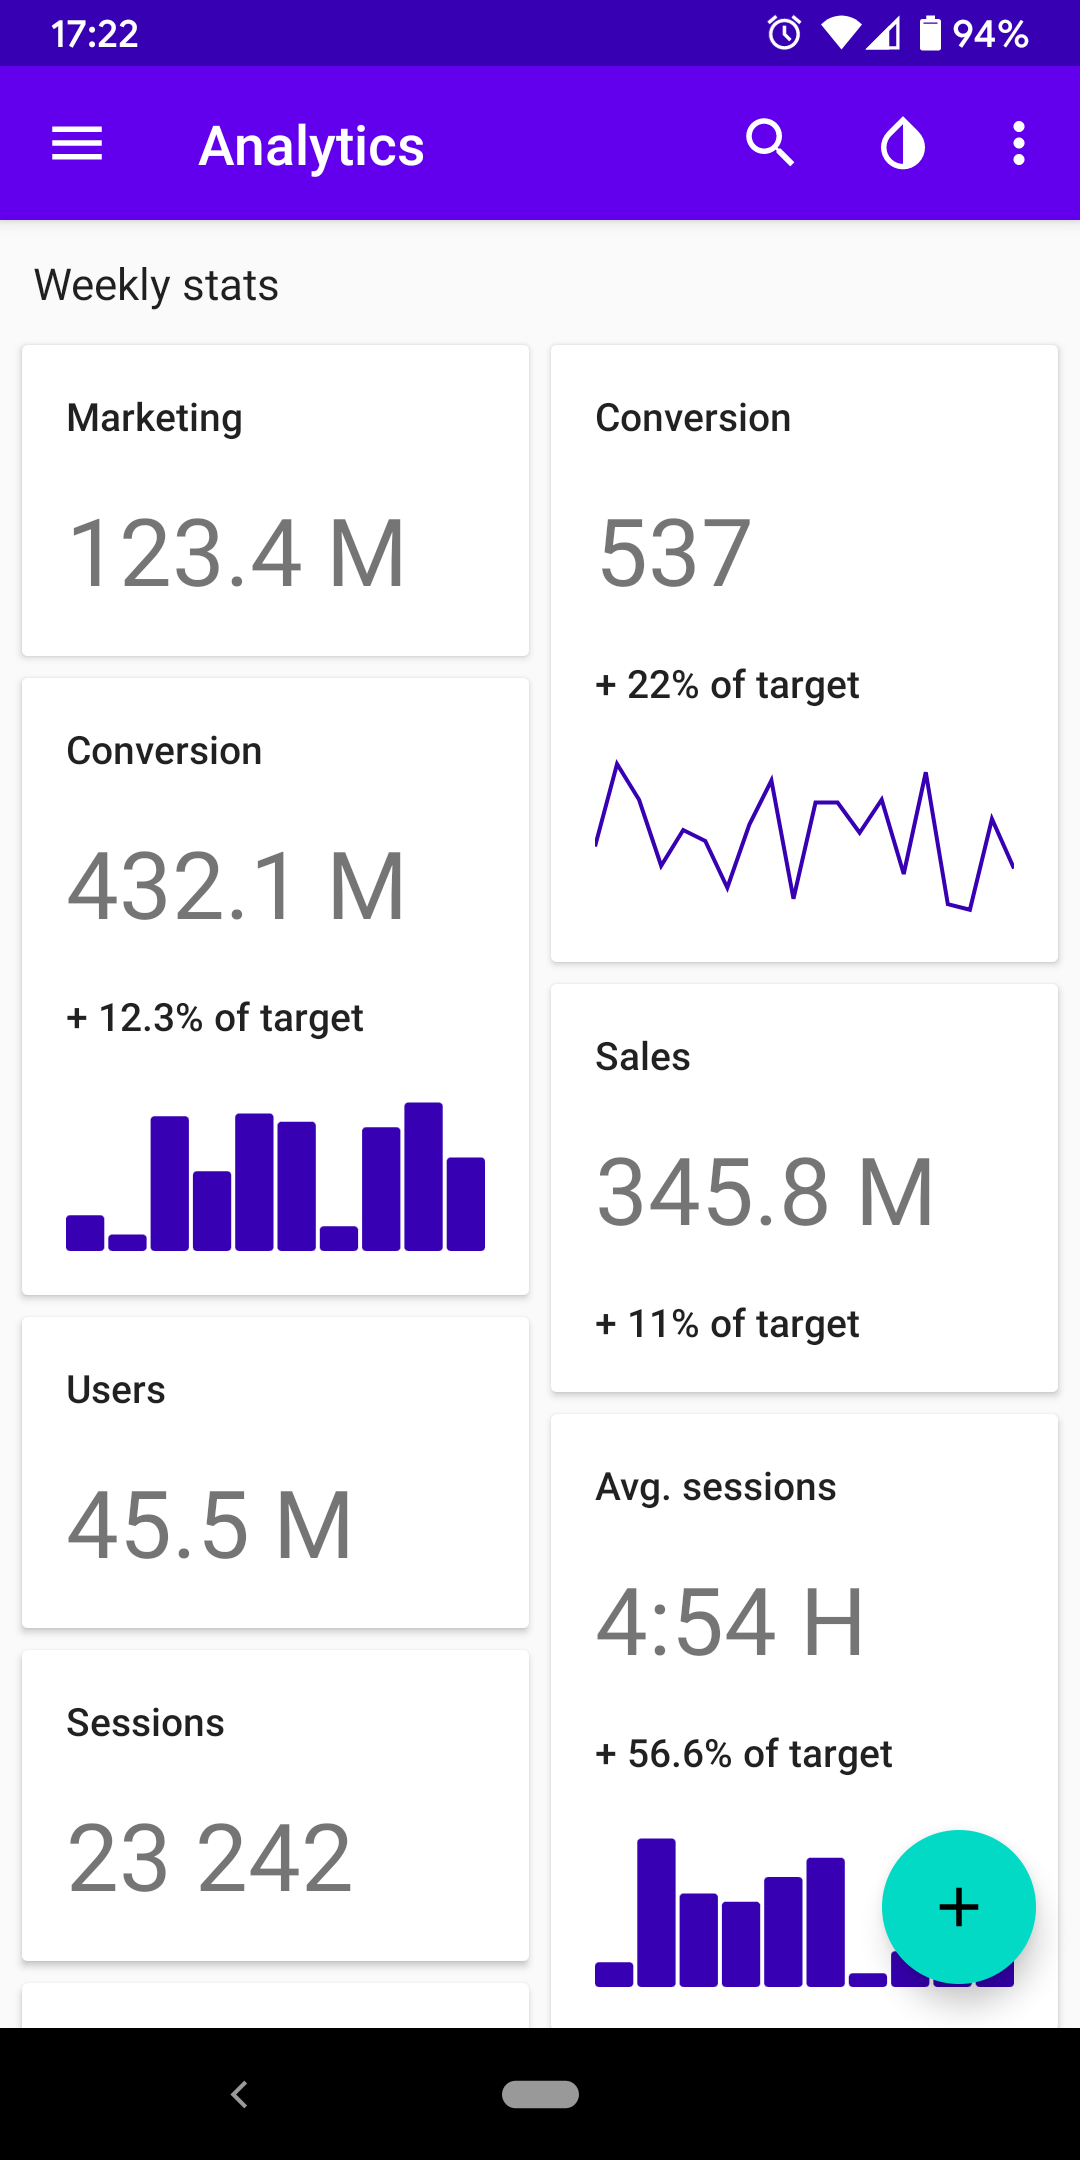 17:22 94%
Analytics
Weekly stats
Marketing
123.4 M
Conversion
432.1 M
+ 12.3% of target
Users
45.5 M
Sessions
23 242
Conversion
537
+ 22% of target
Sales
345.8 M
+ 11% of target
Avg. sessions
4:54 H
+ 56.6% of target
+